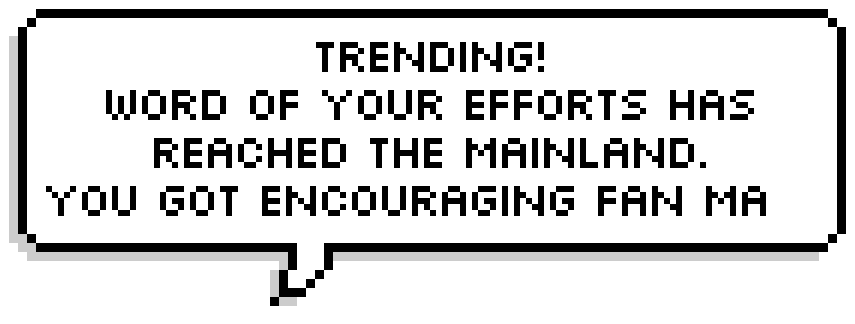 TRENDING!
WORD OF YOUR EFFORTS HAS
REACHED THE MAINLAND.
YOU GOT ENCOURAGING FAN MA